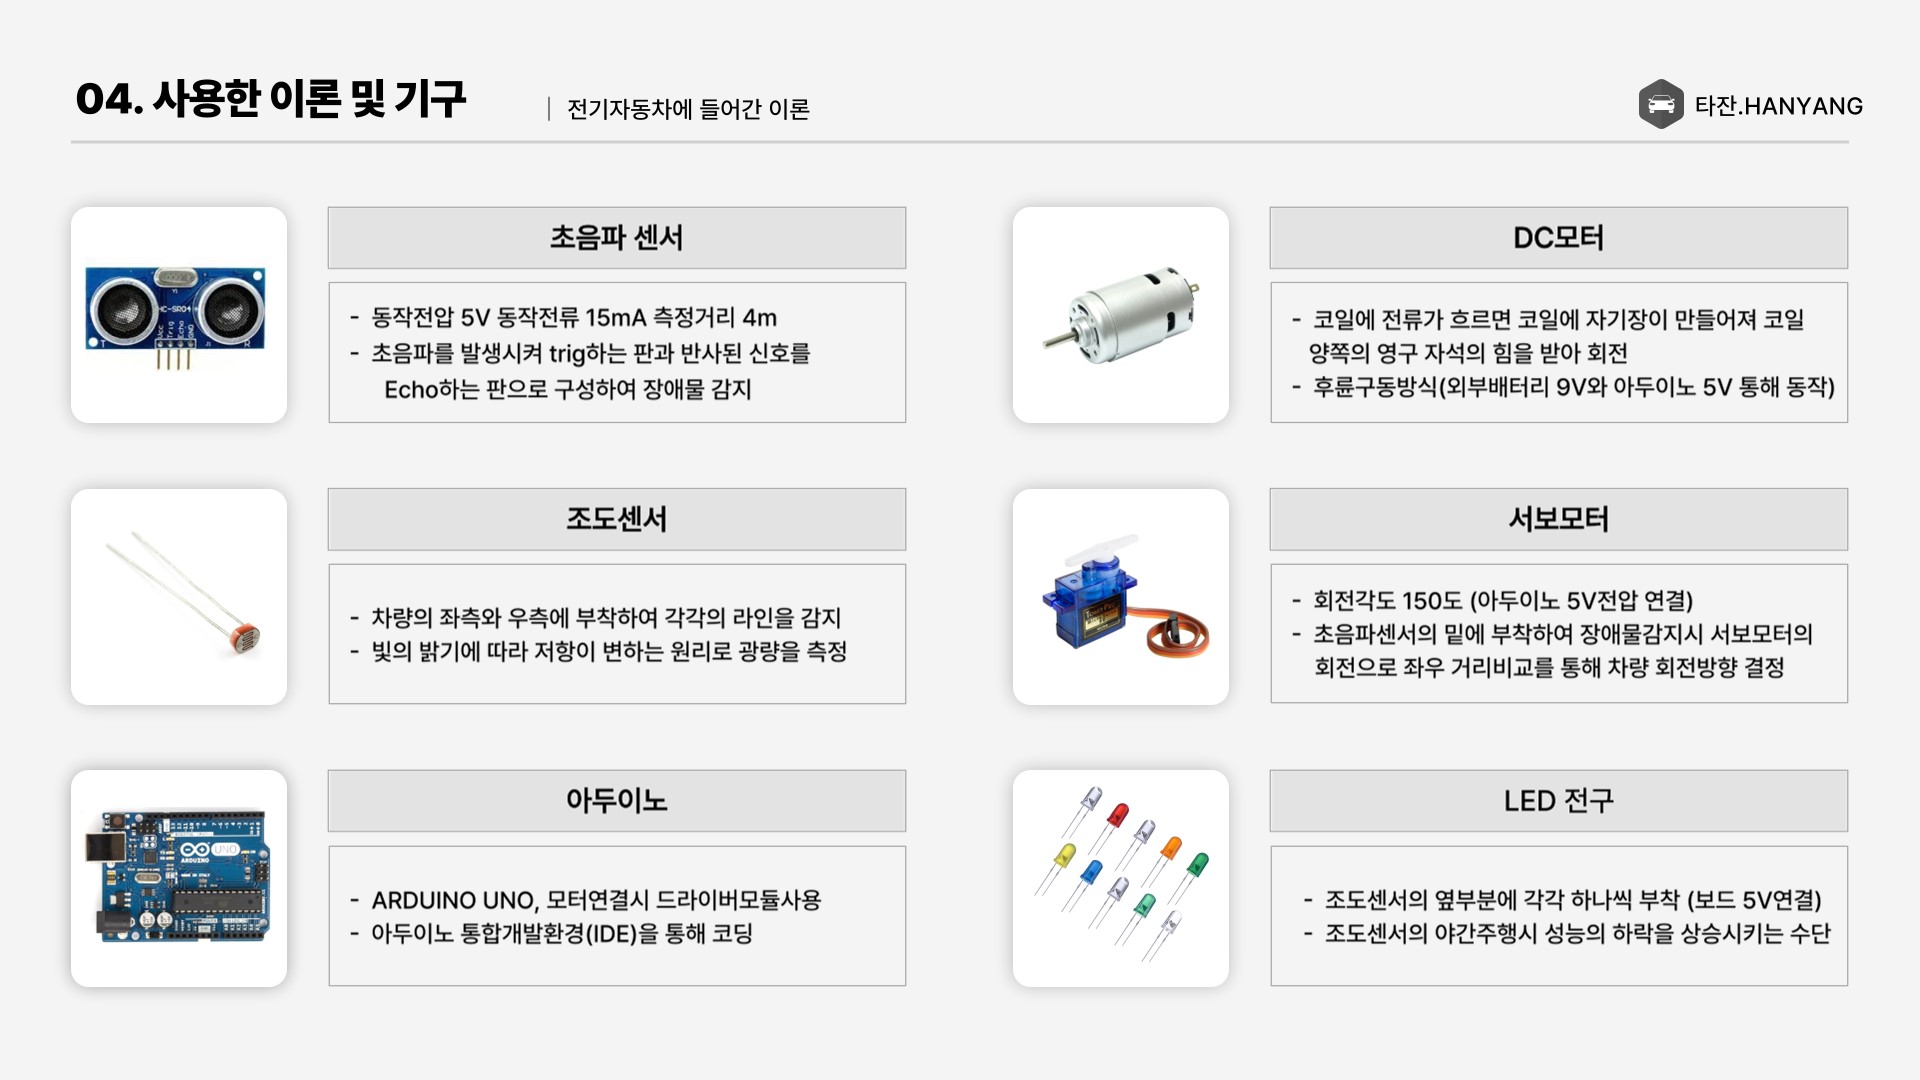 04. 사용한 이론 및 기구
전기자동차에 들어간 이론
타잔.HANYANG
초음파 센서
- 동작전압 5V 동작전류 15mA 측정거리 4m
- 초음파를 발생시켜 trig하는 판과 반사된 신호를
Echo하는 판으로 구성하여 장애물 감지
HC-SR04
Vcc
Trig
Echo
GND
T
R
DC모터
- 코일에 전류가 흐르면 코일에 자기장이 만들어져 코일
양쪽의 영구 자석의 힘을 받아 회전
- 후륜구동방식(외부배터리 9V와 아두이노 5V 통해 동작)
조도센서
- 차량의 좌측와 우측에 부착하여 각각의 라인을 감지
- 빛의 밝기에 따라 저항이 변하는 원리로 광량을 측정
서보모터
- 회전각도 150도 (아두이노 5V전압 연결)
- 초음파센서의 밑에 부착하여 장애물감지시 서보모터의
회전으로 좌우 거리비교를 통해 차량 회전방향 결정
아두이노
- ARDUINO UNO, 모터연결시 드라이버모듈사용
- 아두이노 통합개발환경(IDE)을 통해 코딩
UNO
ARDUINO
LED 전구
- 조도센서의 옆부분에 각각 하나씩 부착 (보드 5V연결)
- 조도센서의 야간주행시 성능의 하락을 상승시키는 수단